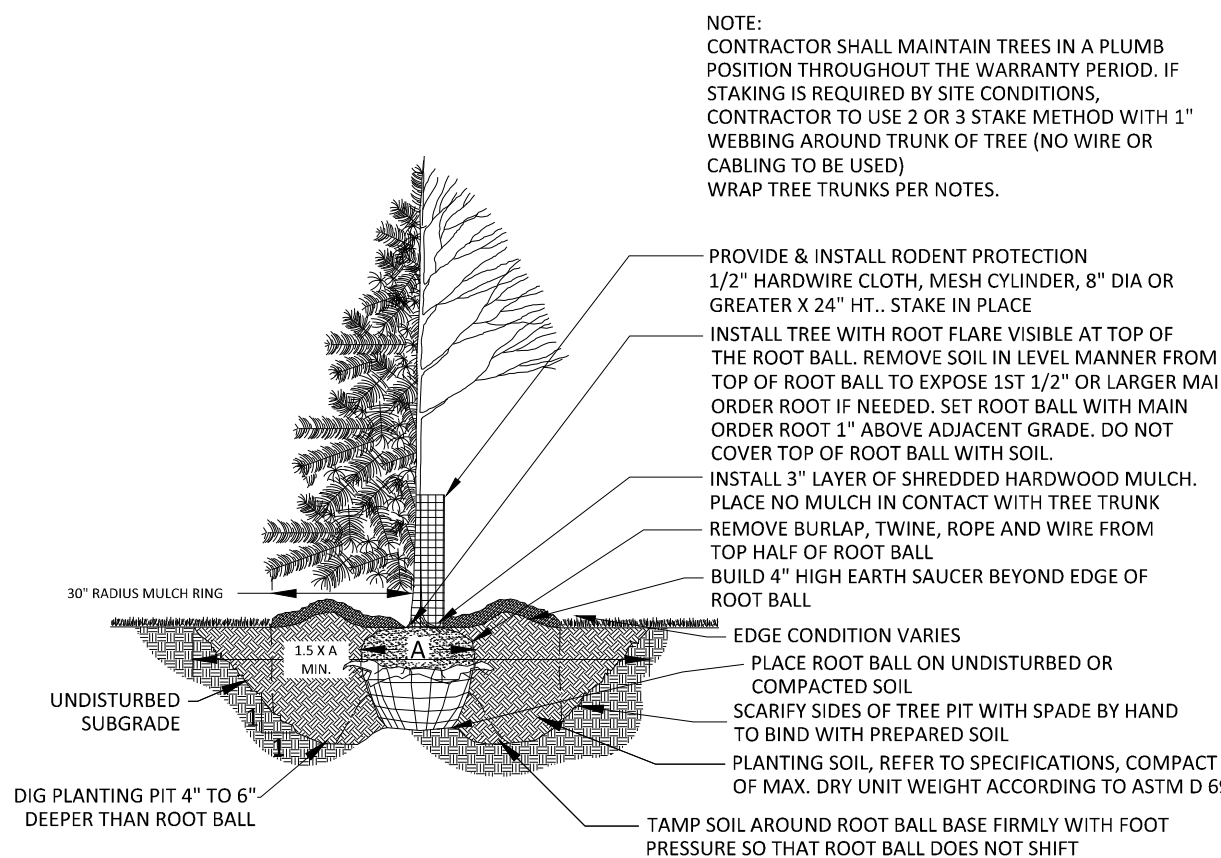 NOTE:
CONTRACTOR SHALL MAINTAIN TREES IN A PLUMB
POSITION THROUGHOUT THE WARRANTY PERIOD. IF
STAKING IS REQUIRED BY SITE CONDITIONS,
CONTRACTOR TO USE 2 OR 3 STAKE METHOD WITH 1"
WEBBING AROUND TRUNK OF TREE (NO WIRE OR
CABLING TO BE USED)
WRAP TREE TRUNKS PER NOTES.
PROVIDE & INSTALL RODENT PROTECTION
1/2" HARDWIRE CLOTH, MESH CYLINDER, 8" DIA OR
GREATER X 24" HT.. STAKE IN PLACE
INSTALL TREE WITH ROOT FLARE VISIBLE AT TOP OF
THE ROOT BALL. REMOVE SOIL IN LEVEL MANNER FROM
TOP OF ROOT BALL TO EXPOSE 1ST 1/2" OR LARGER MAI
ORDER ROOT IF NEEDED. SET ROOT BALL WITH MAIN
ORDER ROOT 1" ABOVE ADJACENT GRADE. DO NOT
COVER TOP OF ROOT BALL WITH SOIL.
INSTALL 3" LAYER OF SHREDDED HARDWOOD MULCH.
PLACE NO MULCH IN CONTACT WITH TREE TRUNK
REMOVE BURLAP, TWINE, ROPE AND WIRE FROM
TOP HALF OF ROOT BALL
BUILD 4" HIGH EARTH SAUCER BEYOND EDGE OF
ROOT BALL
30" RADIUS MULCH RING
EDGE CONDITION VARIES
1.5 X A
MIN.
A
PLACE ROOT BALL ON UNDISTURBED OR
COMPACTED SOIL
UNDISTURBED
SUBGRADE
1
1
SCARIFY SIDES OF TREE PIT WITH SPADE BY HAND
TO BIND WITH PREPARED SOIL
PLANTING SOIL, REFER TO SPECIFICATIONS, COMPACT
OF MAX. DRY UNIT WEIGHT ACCORDING TO ASTM D 69
DIG PLANTING PIT 4" TO 6"
DEEPER THAN ROOT BALL
TAMP SOIL AROUND ROOT BALL BASE FIRMLY WITH FOOT
PRESSURE SO THAT ROOT BALL DOES NOT SHIFT